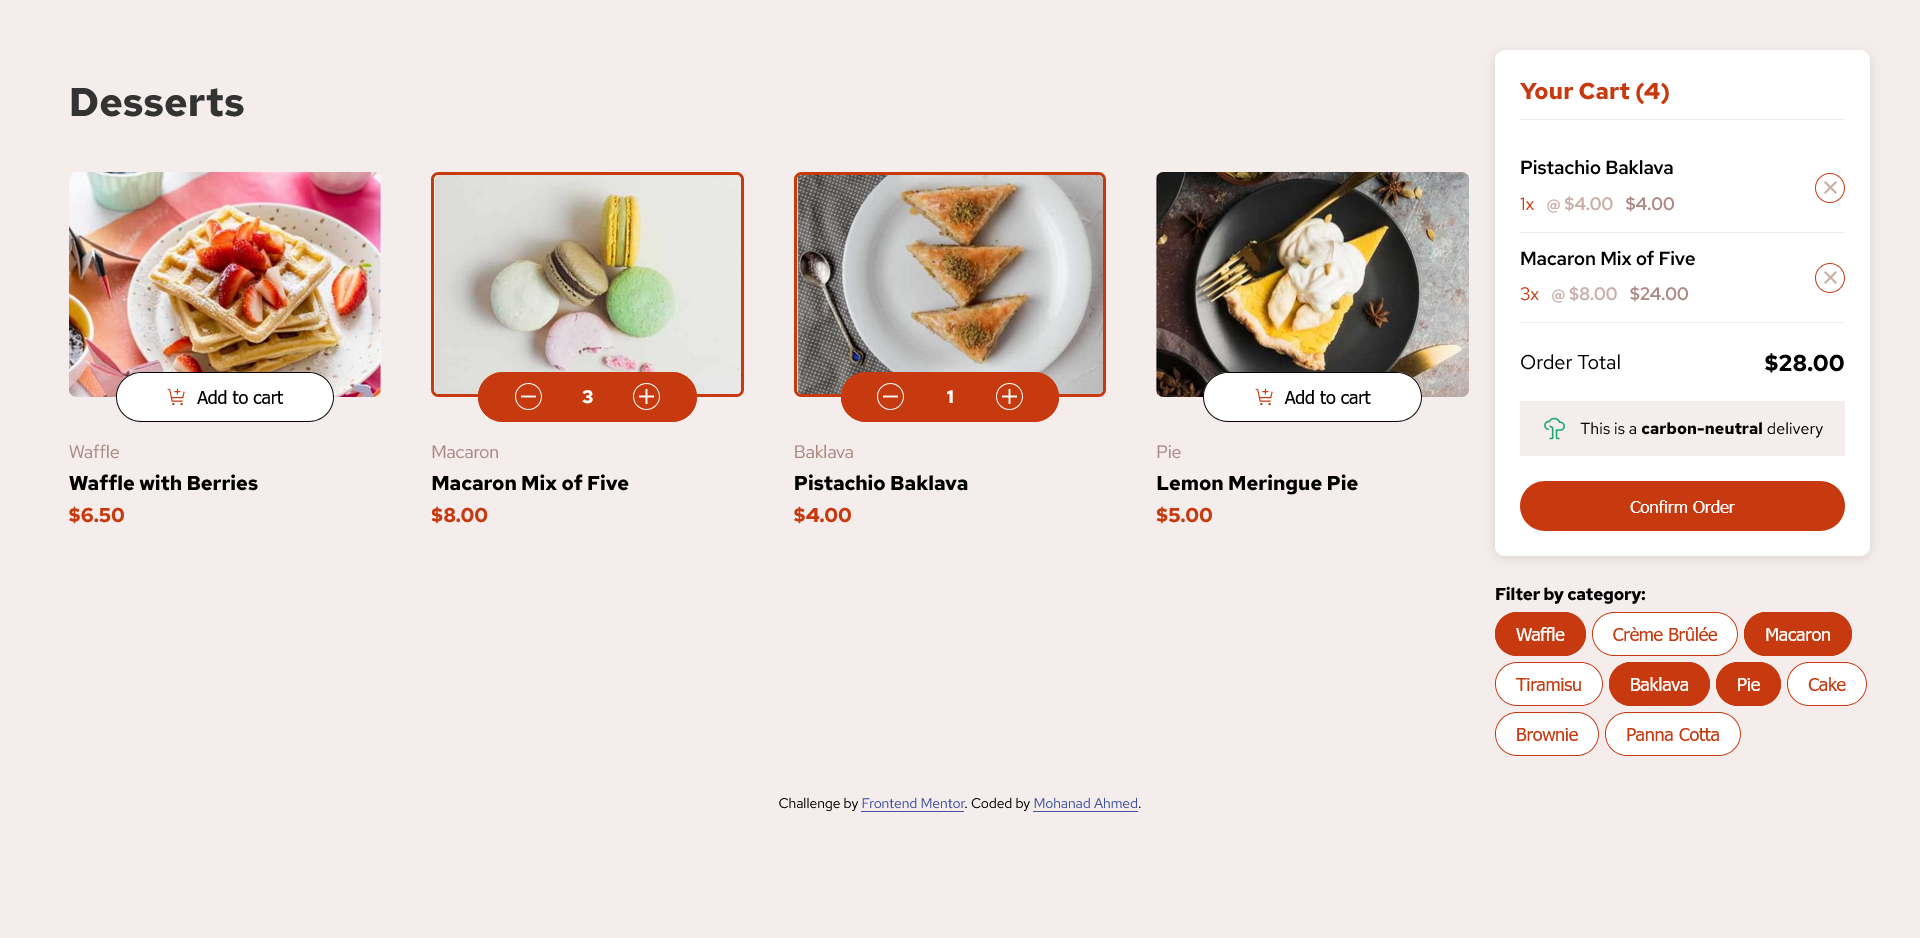 Desserts
Add to cart
Waffle
Waffle with Berries
$6.50
3
Macaron
Macaron Mix of Five
$8.00
1
Baklava
Pistachio Baklava
$4.00
Add to cart
Pie
Lemon Meringue Pie
$5.00
Your Cart (4)
Pistachio Baklava
1x @ $4.00 $4.00
Macaron Mix of Five
3x @ $8.00 $24.00
Order Total $28.00
This is a carbon-neutral delivery
Confirm Order
Filter by category:
Waffle Crème Brûlée Macaron
Tiramisu Baklava Pie Cake
Brownie Panna Cotta
Challenge by Frontend Mentor. Coded by Mohanad Ahmed.